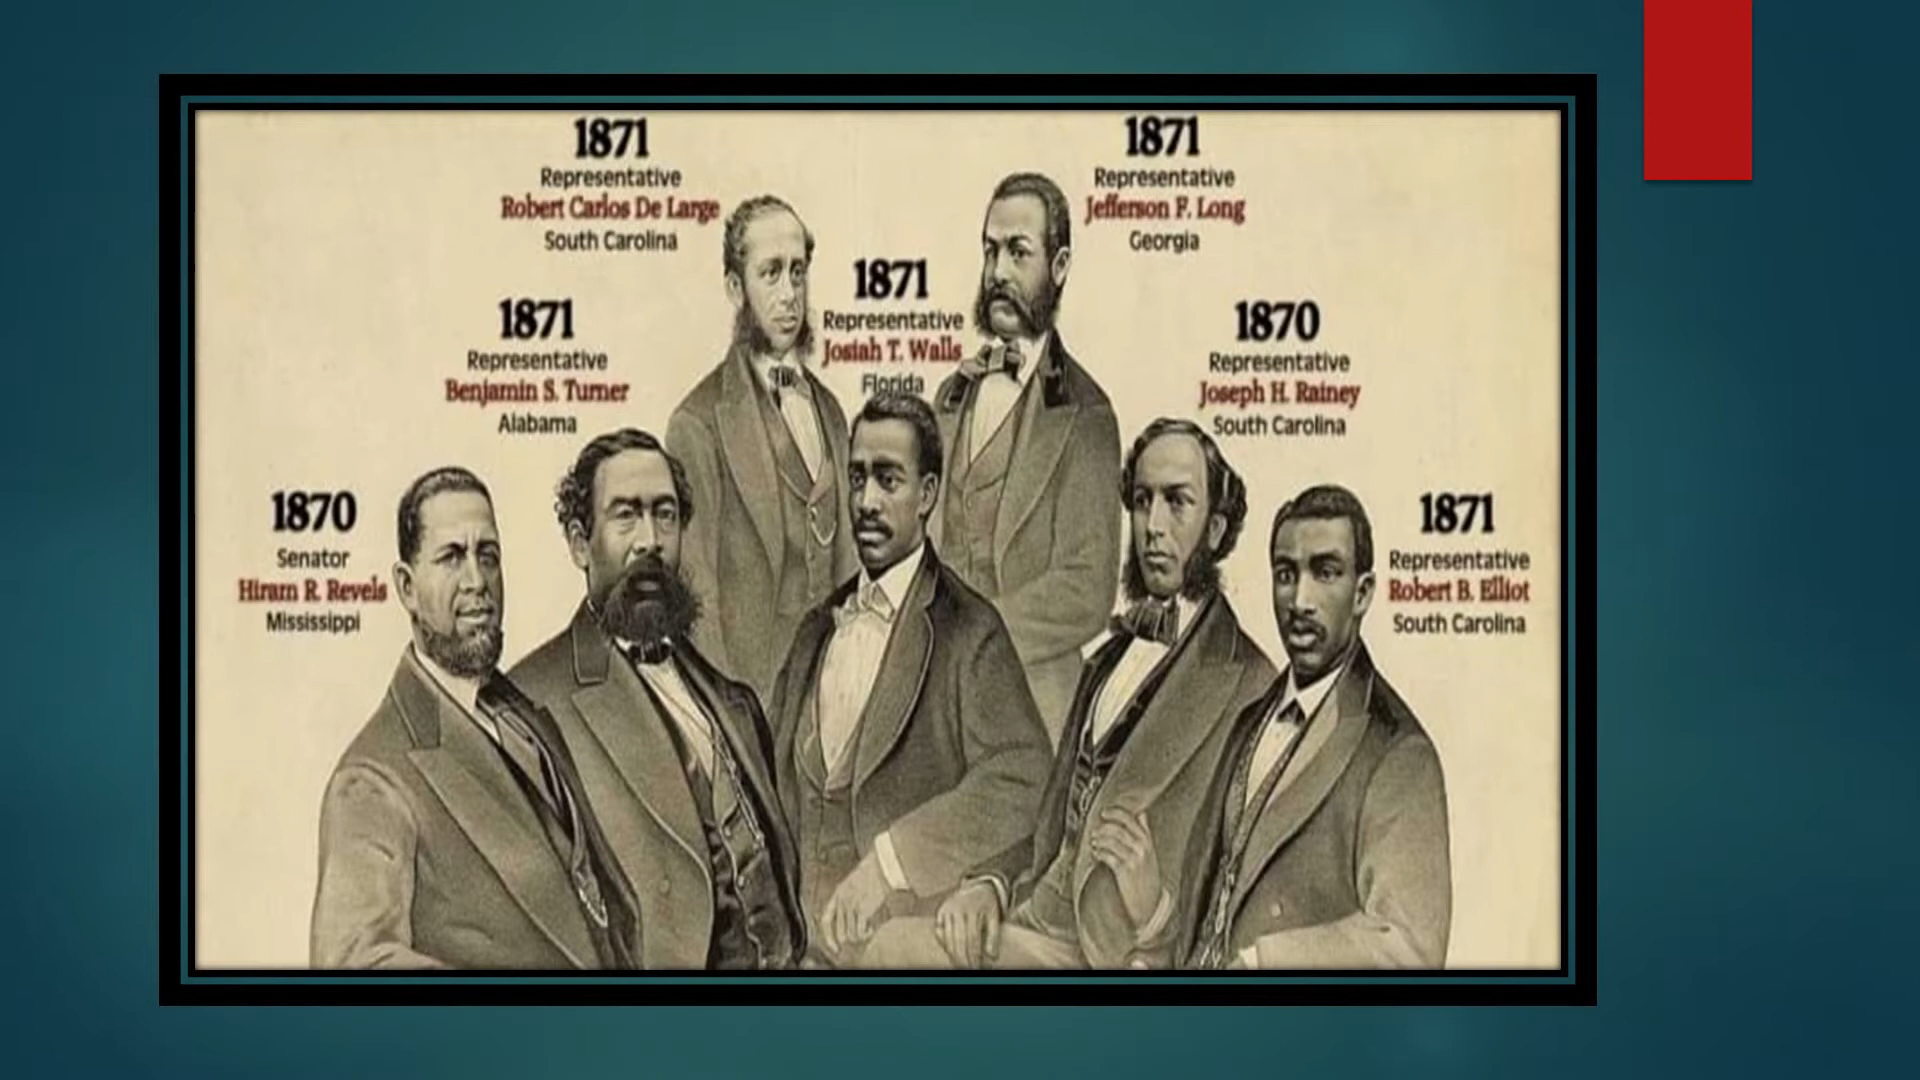 1871
Representative
Robert Carlos De Large
South Carolina
1871
Representative
Jefferson F. Long
Georgia
1871
Representative
Josiah T. Walls
Florida
1871
Representative
Benjamin S. Turner
Alabama
1870
Representative
Joseph H. Rainey
South Carolina
1870
Senator
Hiram R. Revels
Mississippi
1871
Representative
Robert B. Elliot
South Carolina